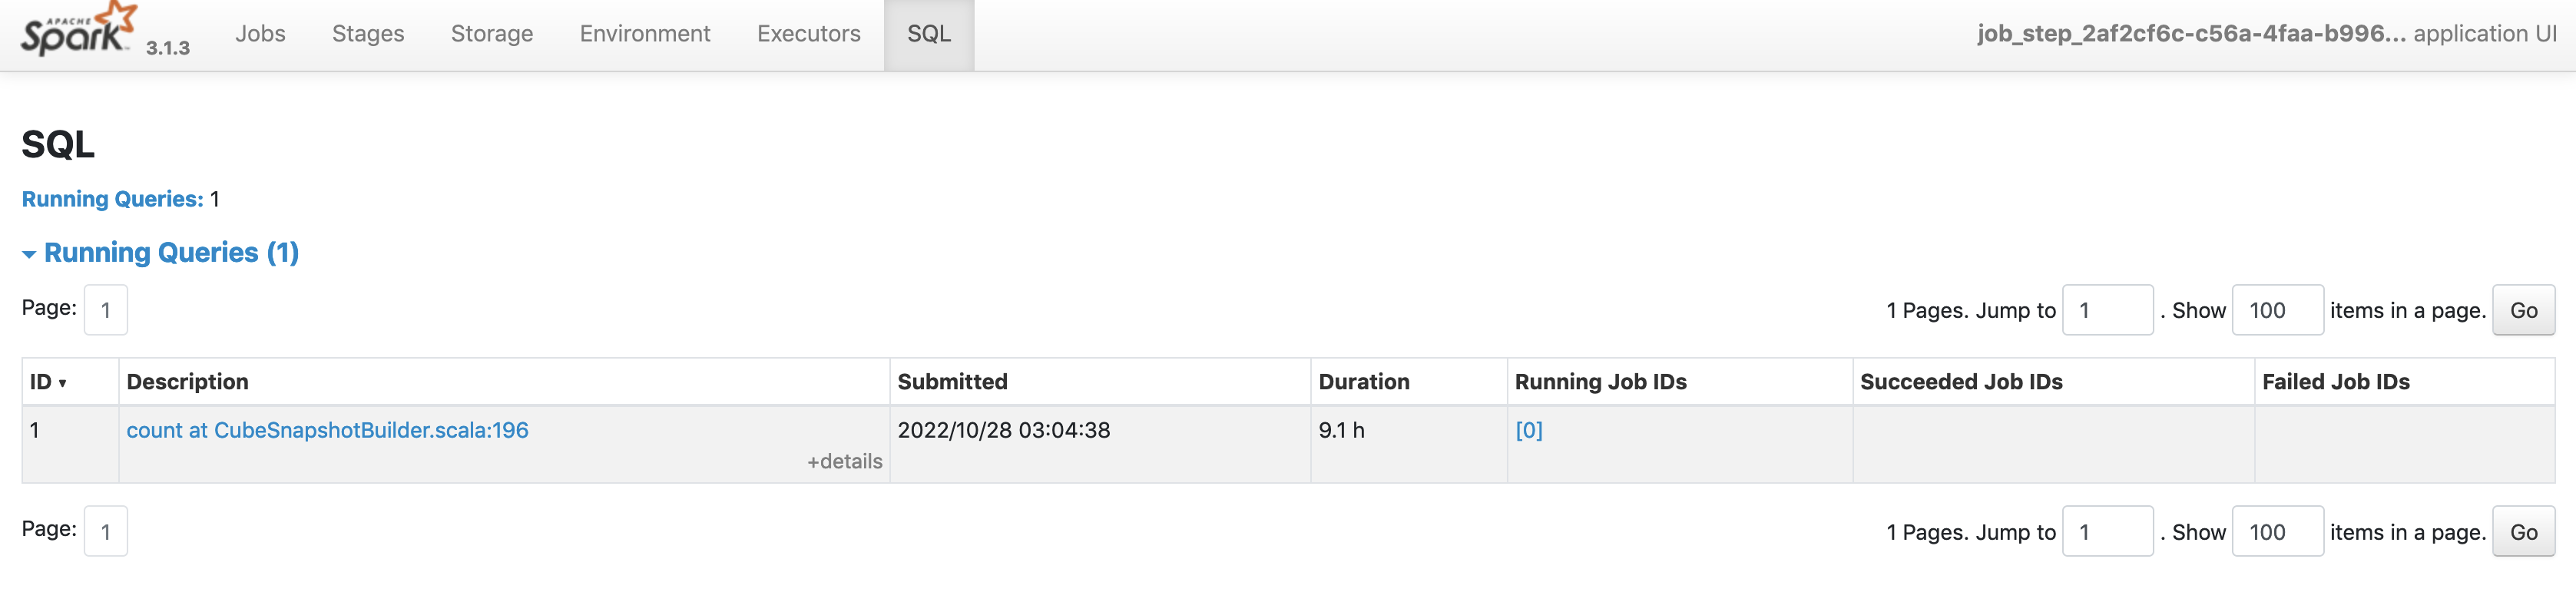 APACHE Spark 3.1.3 Jobs Stages Storage Environment Executors SQL job_step_2af2cf6c-c56a-4faa-b996... application UI
SQL
Running Queries: 1
Running Queries (1)
Page: 1 1 Pages. Jump to 1 . Show 100 items in a page. Go
ID ▾ Description Submitted Duration Running Job IDs Succeeded Job IDs Failed Job IDs
1 count at CubeSnapshotBuilder.scala:196 2022/10/28 03:04:38 9.1 h [0]
+details
Page: 1 1 Pages. Jump to 1 . Show 100 items in a page. Go